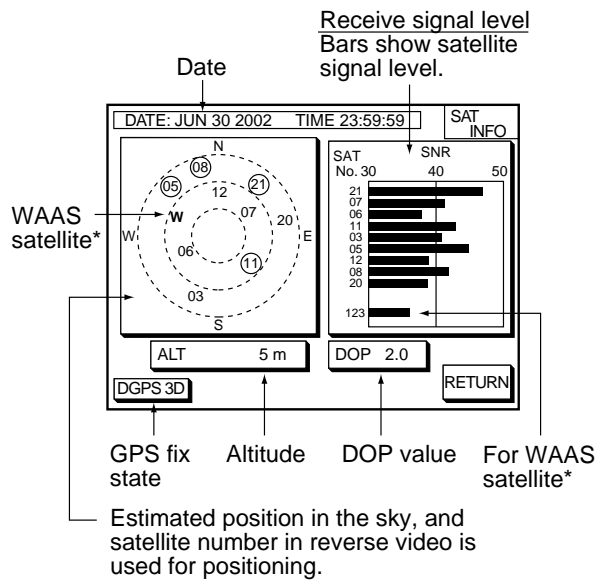 Receive signal level
Bars show satellite
signal level.
Date
DATE: JUN 30 2002 TIME 23:59:59
SAT
INFO
N
08
05
21
12
W
07
20
W
E
06
11
03
S
WAAS
satellite*
SAT
No.
SNR
30 40 50
21
07
06
11
03
05
12
08
20
123
ALT 5 m
DOP 2.0
DGPS 3D
RETURN
GPS fix
state
Altitude
DOP value
For WAAS
satellite*
Estimated position in the sky, and
satellite number in reverse video is
used for positioning.